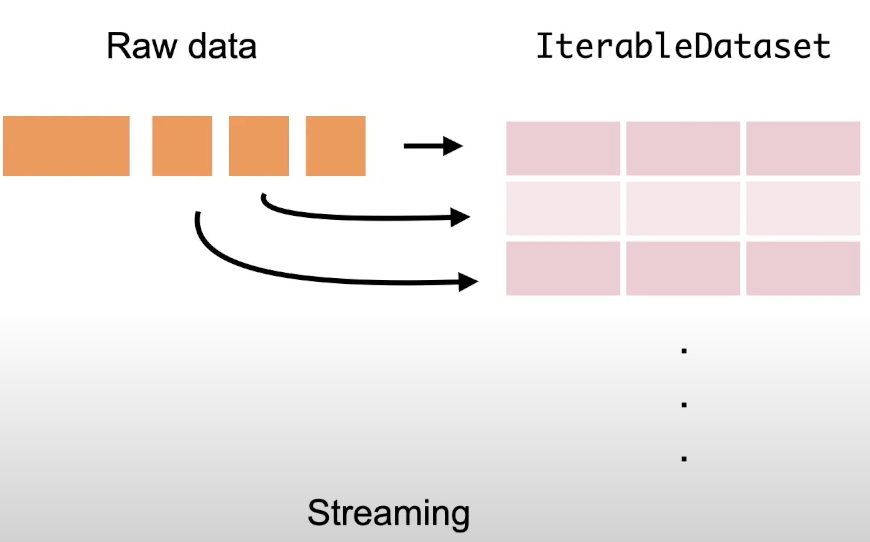 Raw data
IterableDataset
.
.
.
Streaming